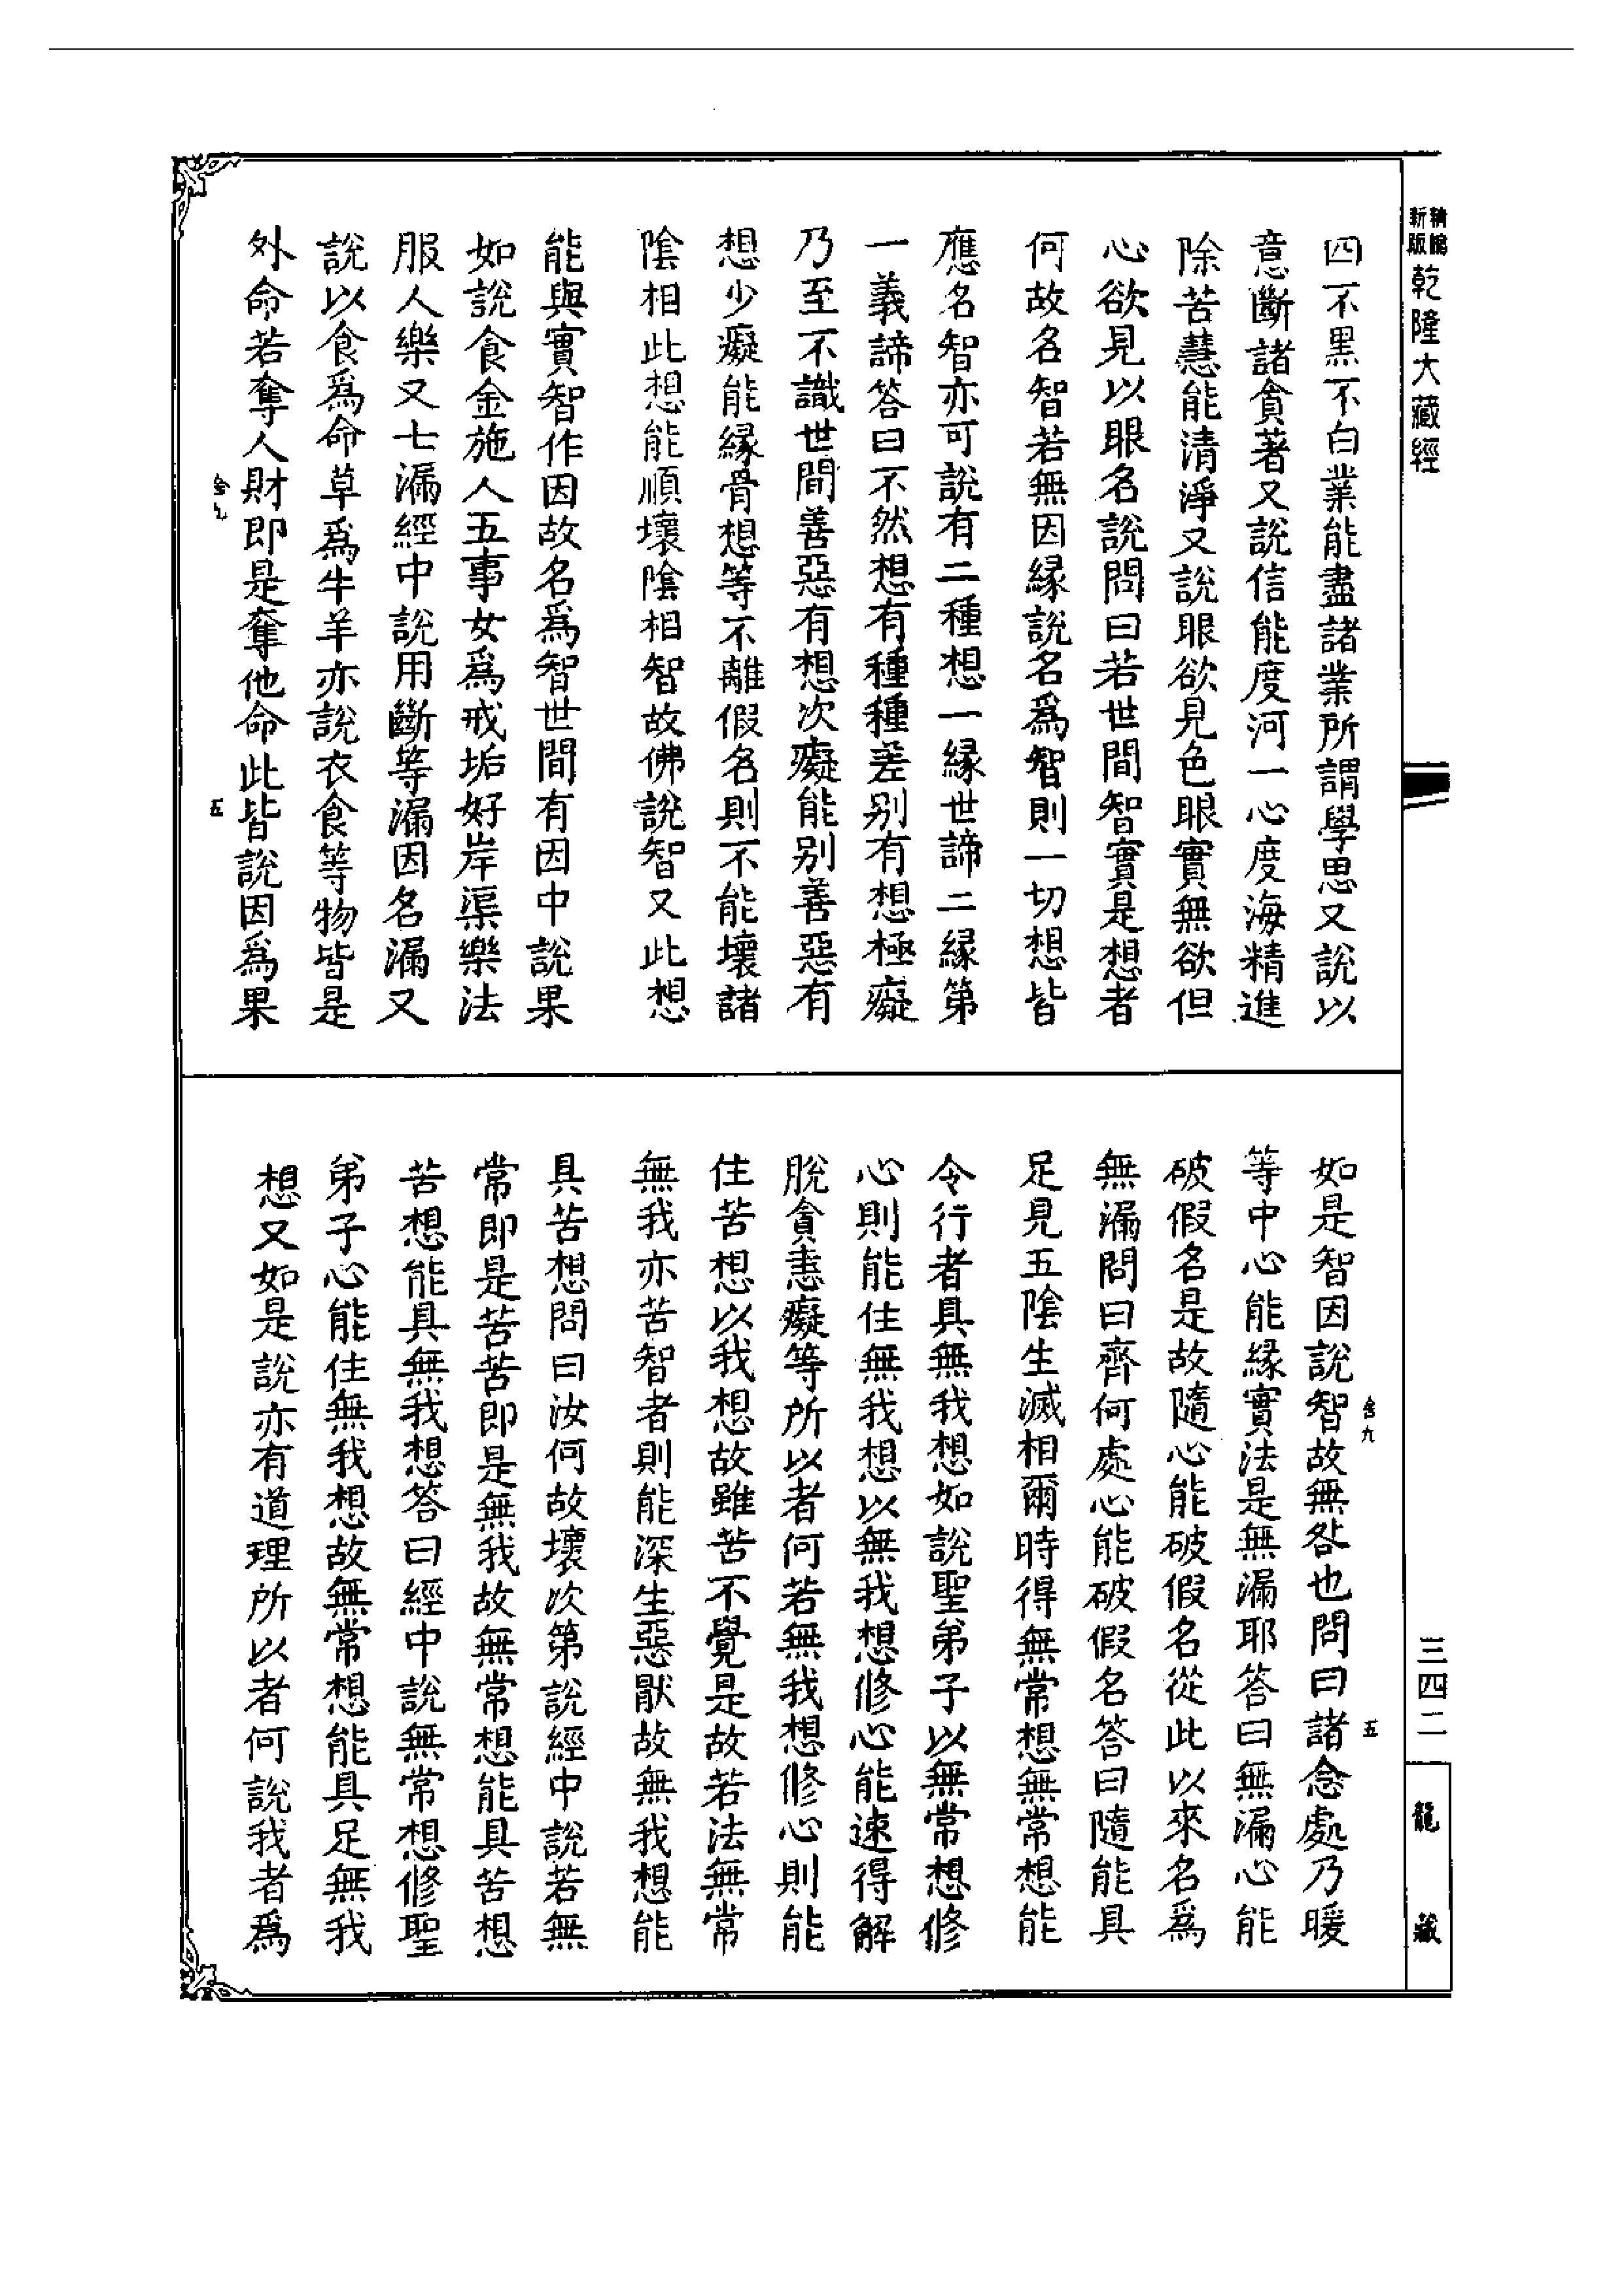 新版
精縮
乾隆大藏經
四不黑不白業能盡諸業所謂學思又說以
意斷諸貪著又說信能度河一心度海精進
除苦慧能清淨又說眼欲見色眼實無欲但
心欲見以眼名說問曰若世間智實是想者
何故名智若無因緣說名爲智則一切想皆
應名智亦可說有二種想一緣世諦二緣第
一義諦答曰不然想有種種差別有想極癡
乃至不識世間善惡有想次癡能別善惡有
想少癡能緣骨想等不離假名則不能壞諸
陰相此想能順壞陰相智故佛說智又此想
能與實智作因故名爲智世間有因中說果
如說食金施人五事女爲戒垢好岸渠樂法
服人樂又七漏經中說用斷等漏因名漏又
說以食爲命草爲牛羊亦說衣食等物皆是
外命若奪人財即是奪他命此皆說因爲果
舍九
五
舍九
五
如是智因說智故無咎也問曰諸念處乃暖
等中心能緣實法是無漏耶答曰無漏心能
破假名是故隨心能破假名從此以來名爲
無漏問曰齊何處心能破假名答曰隨能具
足見五陰生滅相爾時得無常想無常想能
令行者具無我想如說聖弟子以無常想修
心則能住無我想以無我想修心能速得解
脫貪恚癡等所以者何若無我想修心則能
住苦想以我想故雖苦不覺是故若法無常
無我亦苦智者則能深生惡厭故無我想能
具苦想問曰汝何故壞次第說經中說若無
常即是苦苦即是無我故無常想能具苦想
苦想能具無我想答曰經中說無常想修聖
弟子心能住無我想故無常想能具足無我
想又如是說亦有道理所以者何說我者爲
三四二
龍藏